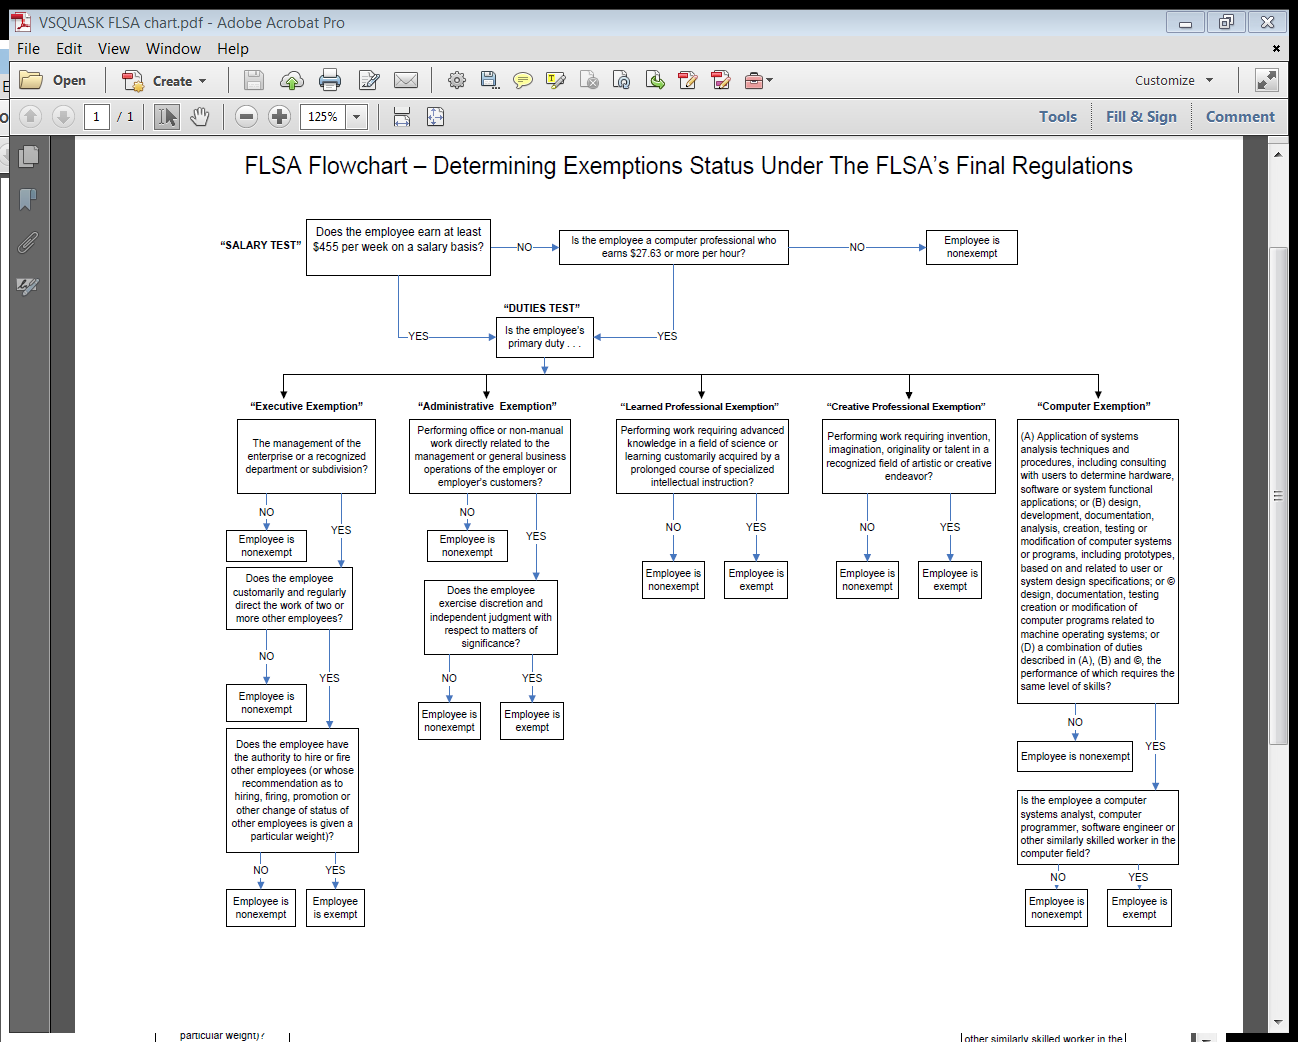 VSQUASK FLSA chart.pdf - Adobe Acrobat Pro
File Edit View Window Help
Open Create Customize
1 / 1 125% Tools Fill & Sign Comment
FLSA Flowchart – Determining Exemptions Status Under The FLSA's Final Regulations
“SALARY TEST”
Does the employee earn at least
$455 per week on a salary basis?
NO
Is the employee a computer professional who
earns $27.63 or more per hour?
NO
Employee is
nonexempt
YES
“DUTIES TEST”
Is the employee's
primary duty . . .
YES
“Executive Exemption”
The management of the
enterprise or a recognized
department or subdivision?
NO
YES
Employee is
nonexempt
Does the employee
customarily and regularly
direct the work of two or
more other employees?
NO
YES
Employee is
nonexempt
Does the employee have
the authority to hire or fire
other employees (or whose
recommendation as to
hiring, firing, promotion or
other change of status of
other employees is given a
particular weight)?
NO
YES
Employee is
nonexempt
Employee
is exempt
“Administrative Exemption”
Performing office or non-manual
work directly related to the
management or general business
operations of the employer or
employer's customers?
NO
YES
Employee is
nonexempt
Does the employee
exercise discretion and
independent judgment with
respect to matters of
significance?
NO
YES
Employee is
nonexempt
Employee is
exempt
“Learned Professional Exemption”
Performing work requiring advanced
knowledge in a field of science or
learning customarily acquired by a
prolonged course of specialized
intellectual instruction?
NO
YES
Employee is
nonexempt
Employee is
exempt
“Creative Professional Exemption”
Performing work requiring invention,
imagination, originality or talent in a
recognized field of artistic or creative
endeavor?
NO
YES
Employee is
nonexempt
Employee is
exempt
“Computer Exemption”
(A) Application of systems
analysis techniques and
procedures, including consulting
with users to determine hardware,
software or system functional
applications; or (B) design,
development, documentation,
analysis, creation, testing or
modification of computer systems
or programs, including prototypes,
based on and related to user or
system design specifications; or ©
design, documentation, testing
creation or modification of
computer programs related to
machine operating systems; or
(D) a combination of duties
described in (A), (B) and ©, the
performance of which requires the
same level of skills?
NO
YES
Employee is nonexempt
Is the employee a computer
systems analyst, computer
programmer, software engineer or
other similarly skilled worker in the
computer field?
NO
YES
Employee is
nonexempt
Employee is
exempt
particular weight)?
other similarly skilled worker in the